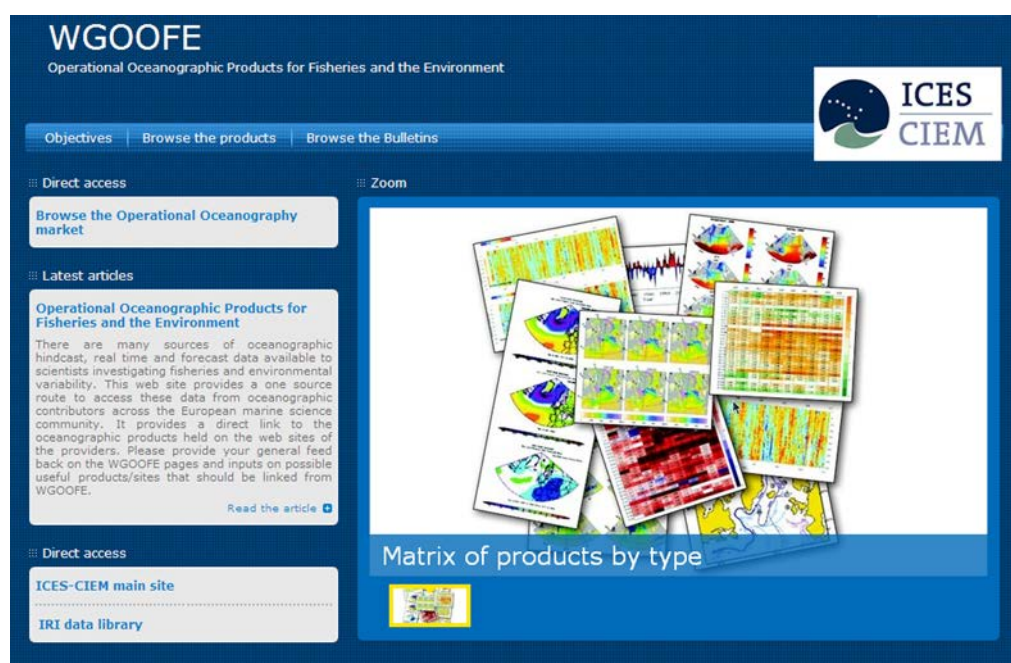 WGOOFE
Operational Oceanographic Products for Fisheries and the Environment
ICES
CIEM
Objectives
Browse the products
Browse the Bulletins
Direct access
Browse the Operational Oceanography
market
Latest articles
Operational Oceanographic Products for
Fisheries and the Environment
There are many sources of oceanographic
hindcast, real time and forecast data available to
scientists investigating fisheries and environmental
variability. This web site provides a one source
route to access these data from oceanographic
contributors across the European marine science
community. It provides a direct link to the
oceanographic products held on the web sites of
the providers. Please provide your general feed
back on the WGOOFE pages and inputs on possible
useful products/sites that should be linked from
WGOOFE.
Read the article
Direct access
ICES-CIEM main site
IRI data library
Zoom
Matrix of products by type